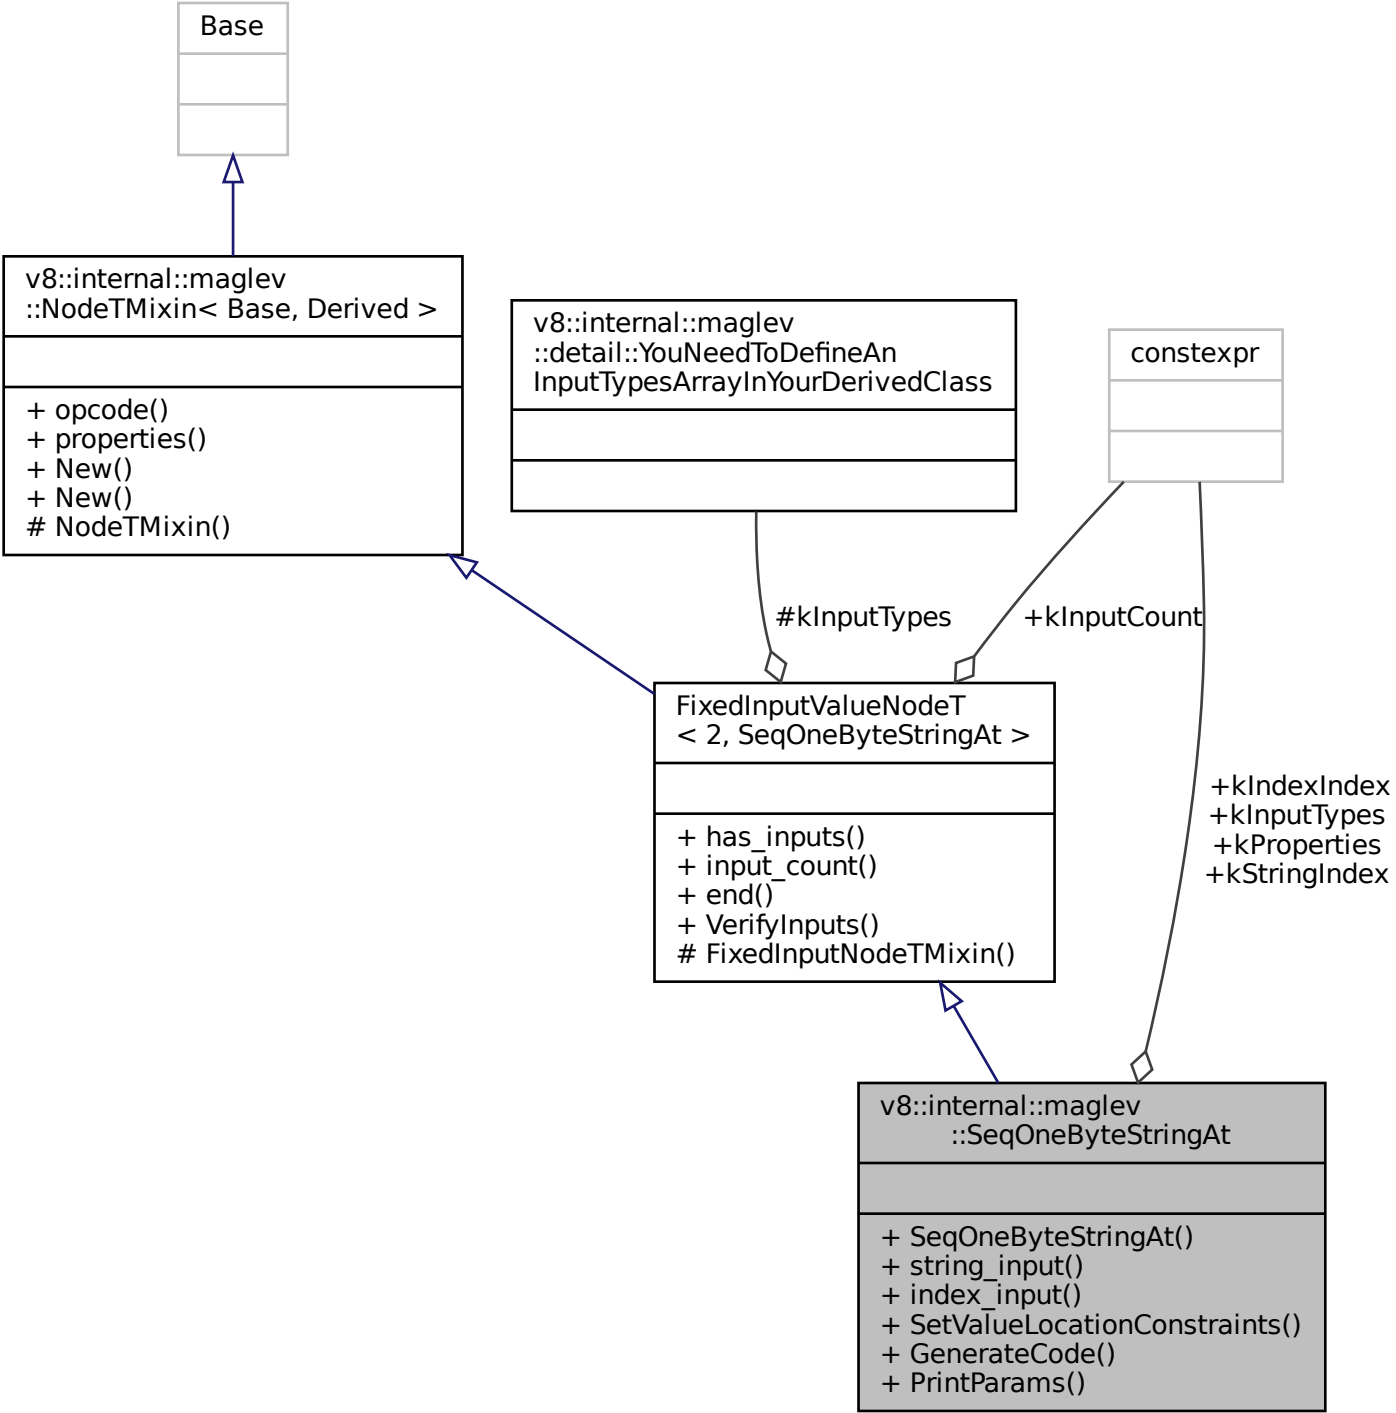 Base
v8::internal::maglev
::NodeTMixin< Base, Derived >
+ opcode()
+ properties()
+ New()
+ New()
# NodeTMixin()
v8::internal::maglev
::detail::YouNeedToDefineAn
InputTypesArrayInYourDerivedClass
constexpr
#kInputTypes
+kInputCount
FixedInputValueNodeT
< 2, SeqOneByteStringAt >
+ has_inputs()
+ input_count()
+ end()
+ VerifyInputs()
# FixedInputNodeTMixin()
+kIndexIndex
+kInputTypes
+kProperties
+kStringIndex
v8::internal::maglev
::SeqOneByteStringAt
+ SeqOneByteStringAt()
+ string_input()
+ index_input()
+ SetValueLocationConstraints()
+ GenerateCode()
+ PrintParams()